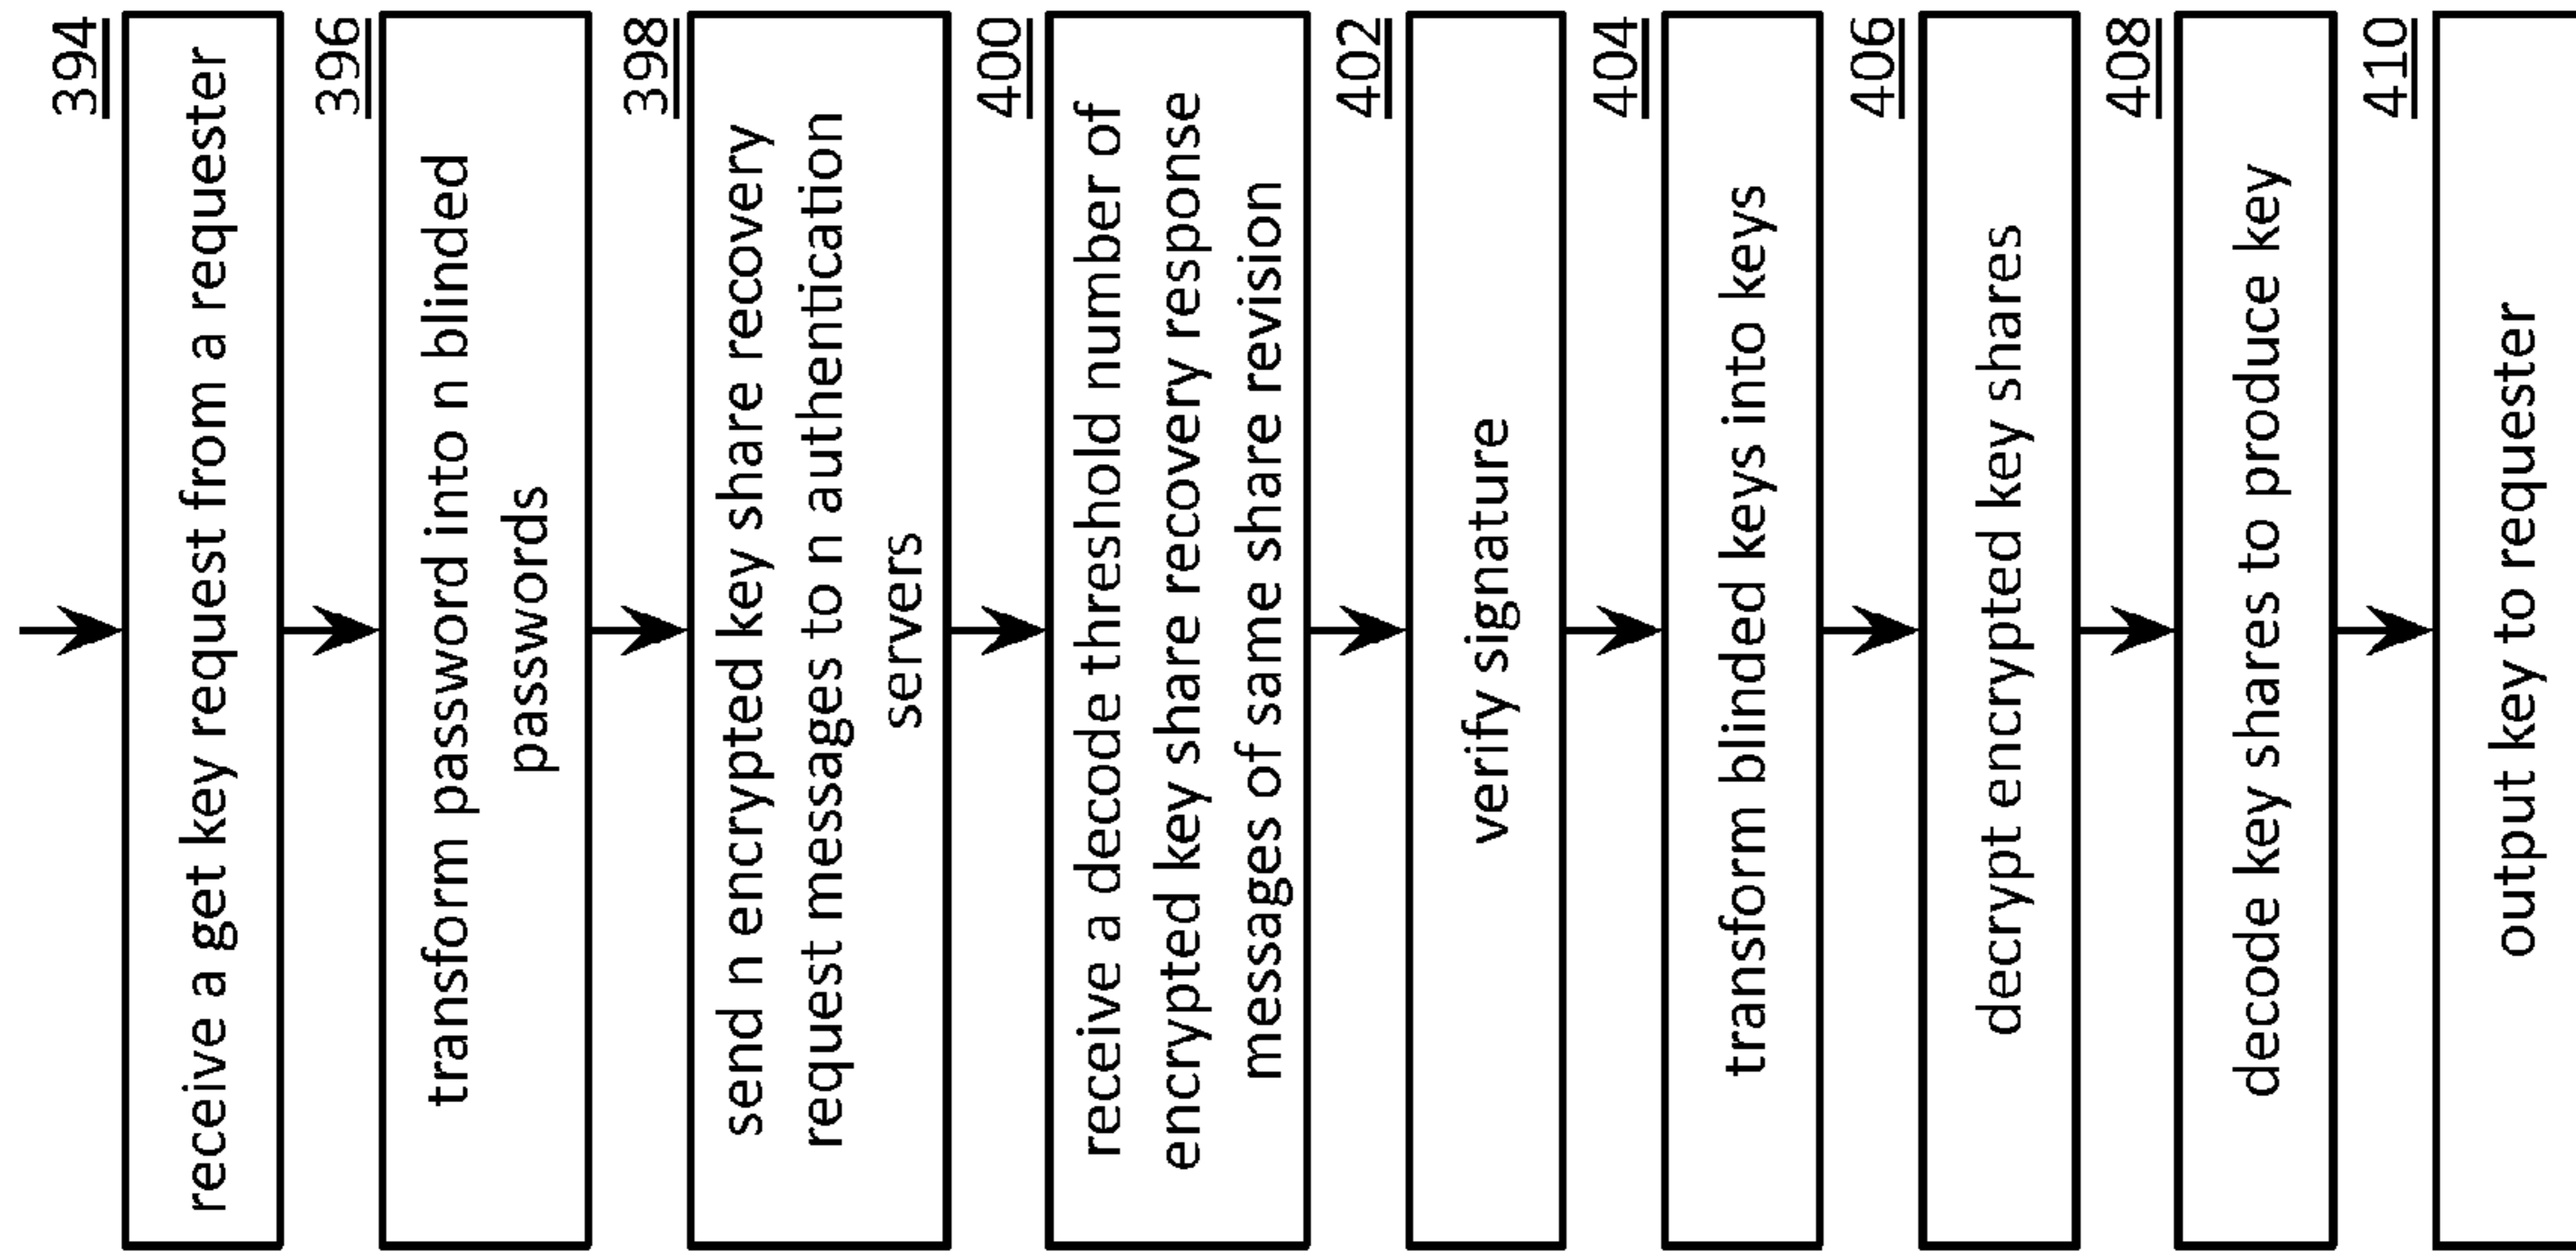 394
receive a get key request from a requester
396
transform password into n blinded
passwords
398
send n encrypted key share recovery
request messages to n authentication
servers
400
receive a decode threshold number of
encrypted key share recovery response
messages of same share revision
402
verify signature
404
transform blinded keys into keys
406
decrypt encrypted key shares
408
decode key shares to produce key
410
output key to requester